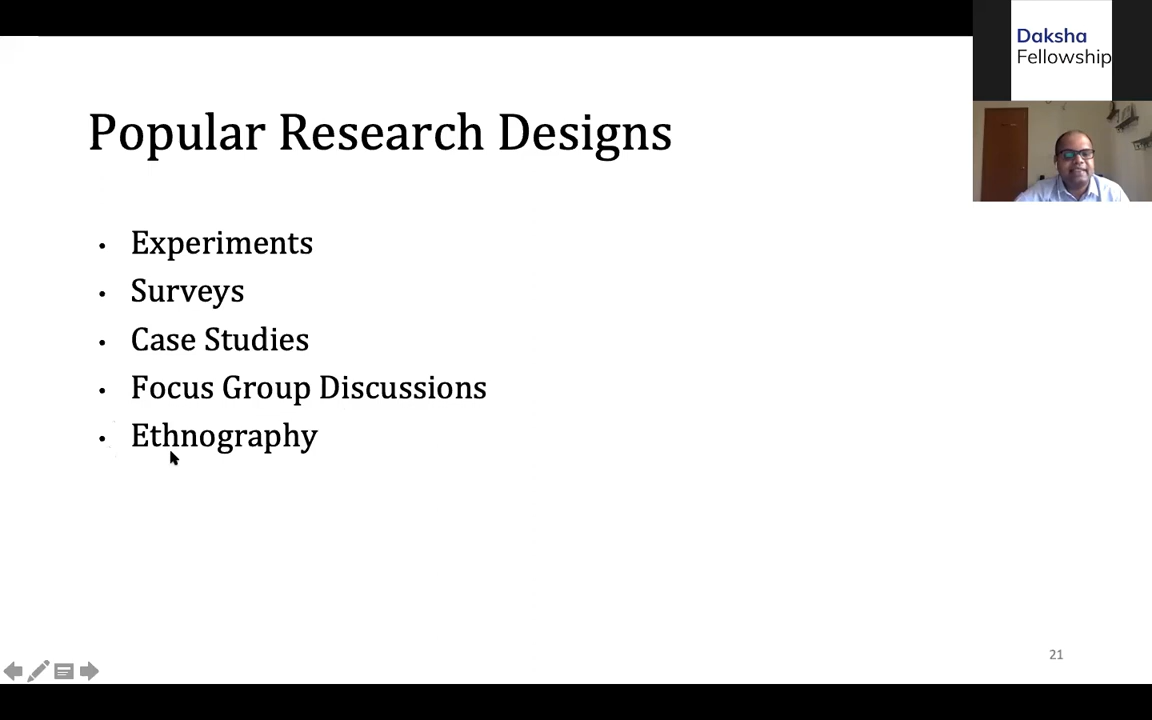 Daksha
Fellowship
Popular Research Designs
• Experiments
• Surveys
• Case Studies
• Focus Group Discussions
• Ethnography
21